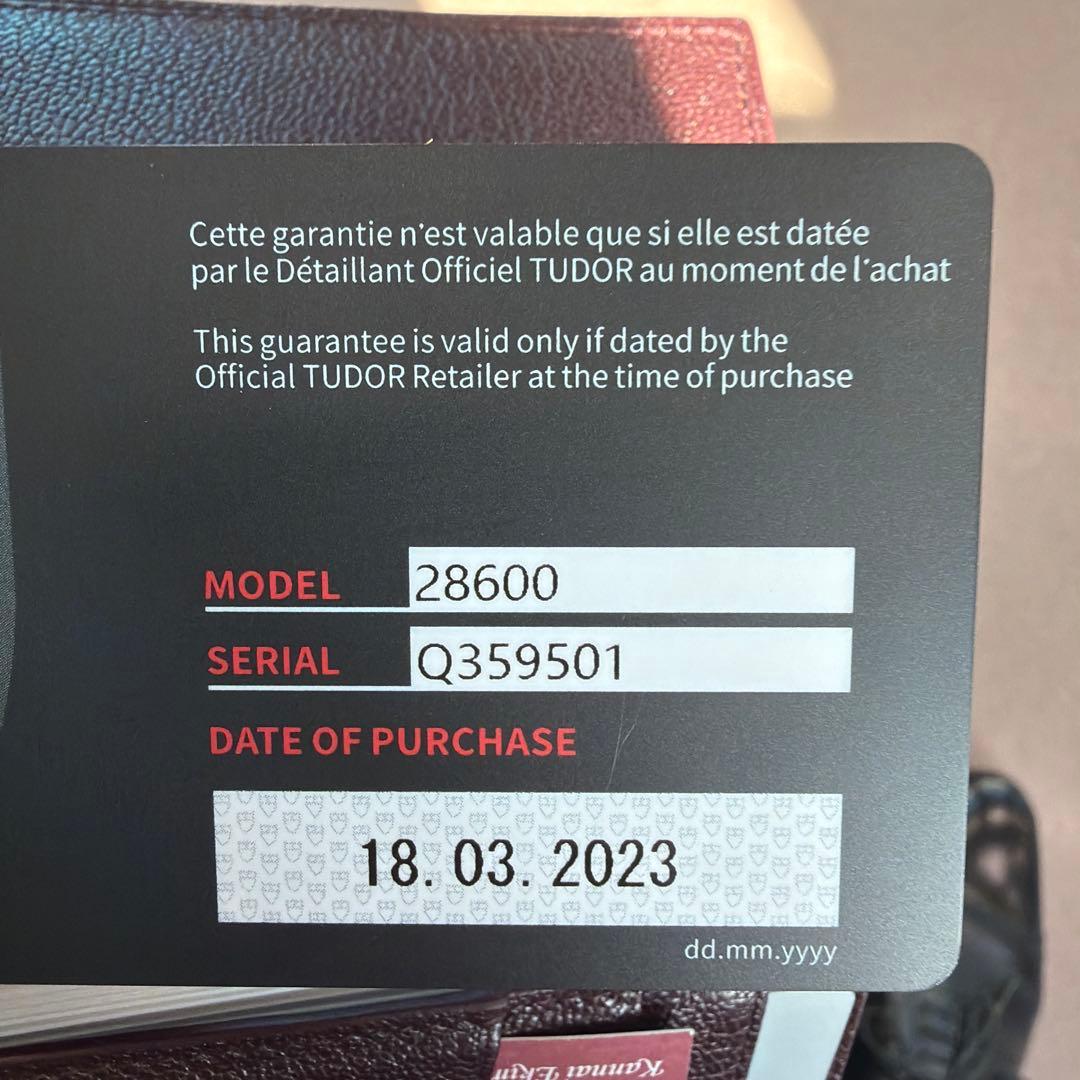 Cette garantie n'est valable que si elle est datée
par le Détaillant Officiel TUDOR au moment de l'achat
This guarantee is valid only if dated by the
Official TUDOR Retailer at the time of purchase
MODEL 28600
SERIAL Q359501
DATE OF PURCHASE
18. 03. 2023
dd.mm.yyyy
Kannai Ekin